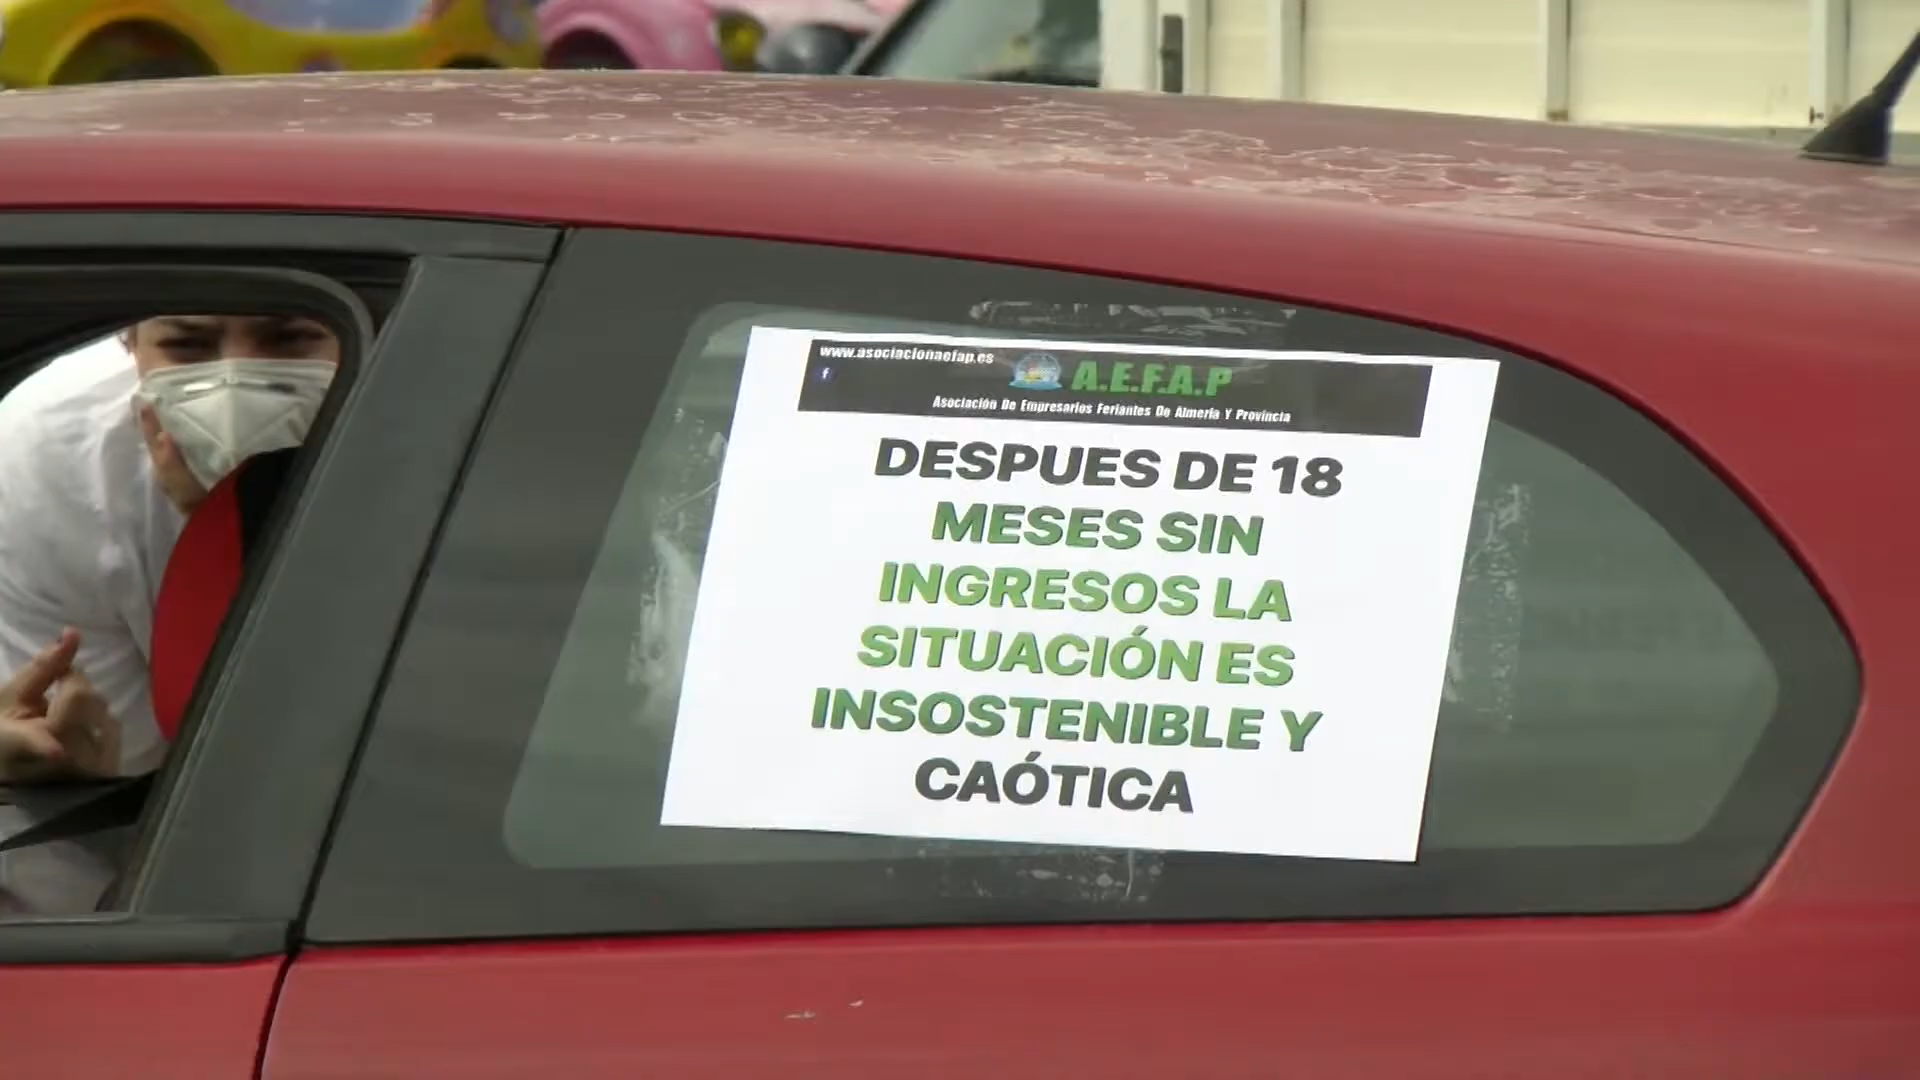 www.asociacionaefap.es
f
A.E.F.A.P
Asociación De Empresarios Feriantes De Almería Y Provincia
DESPUES DE 18
MESES SIN
INGRESOS LA
SITUACIÓN ES
INSOSTENIBLE Y
CAÓTICA